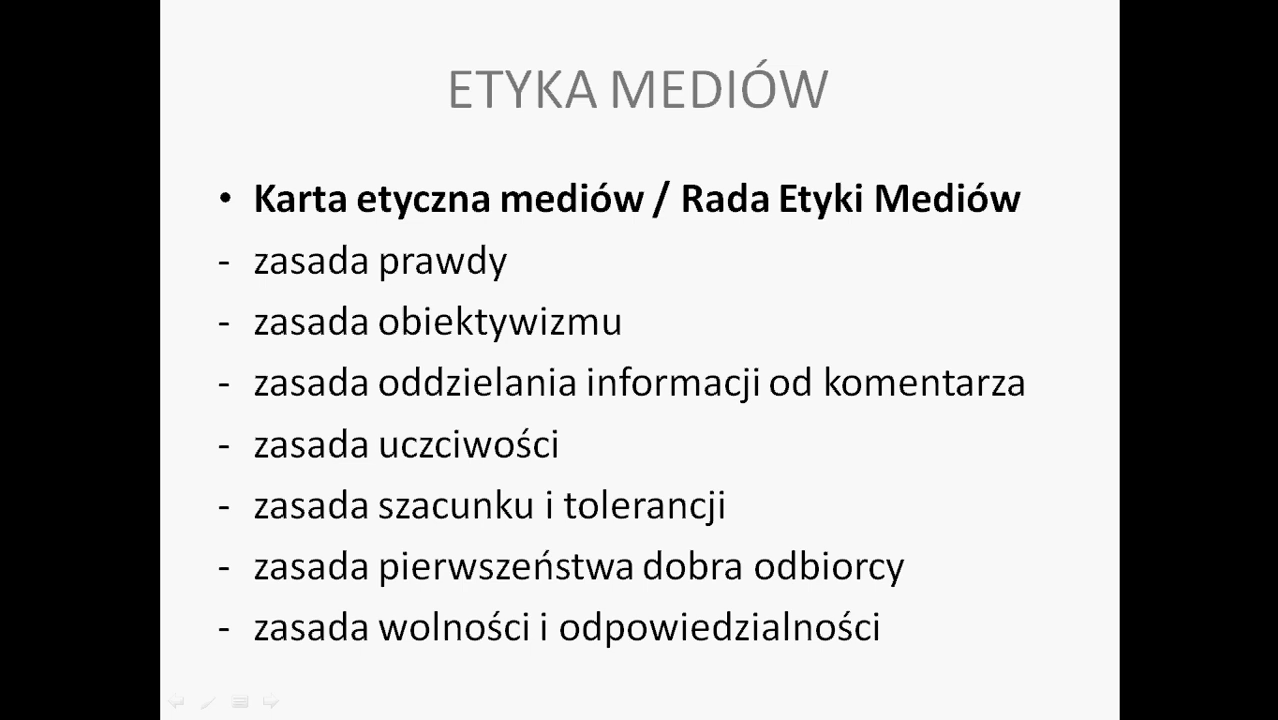 ETYKA MEDIÓW
• Karta etyczna mediów / Rada Etyki Mediów
- zasada prawdy
- zasada obiektywizmu
- zasada oddzielania informacji od komentarza
- zasada uczciwości
- zasada szacunku i tolerancji
- zasada pierwszeństwa dobra odbiorcy
- zasada wolności i odpowiedzialności